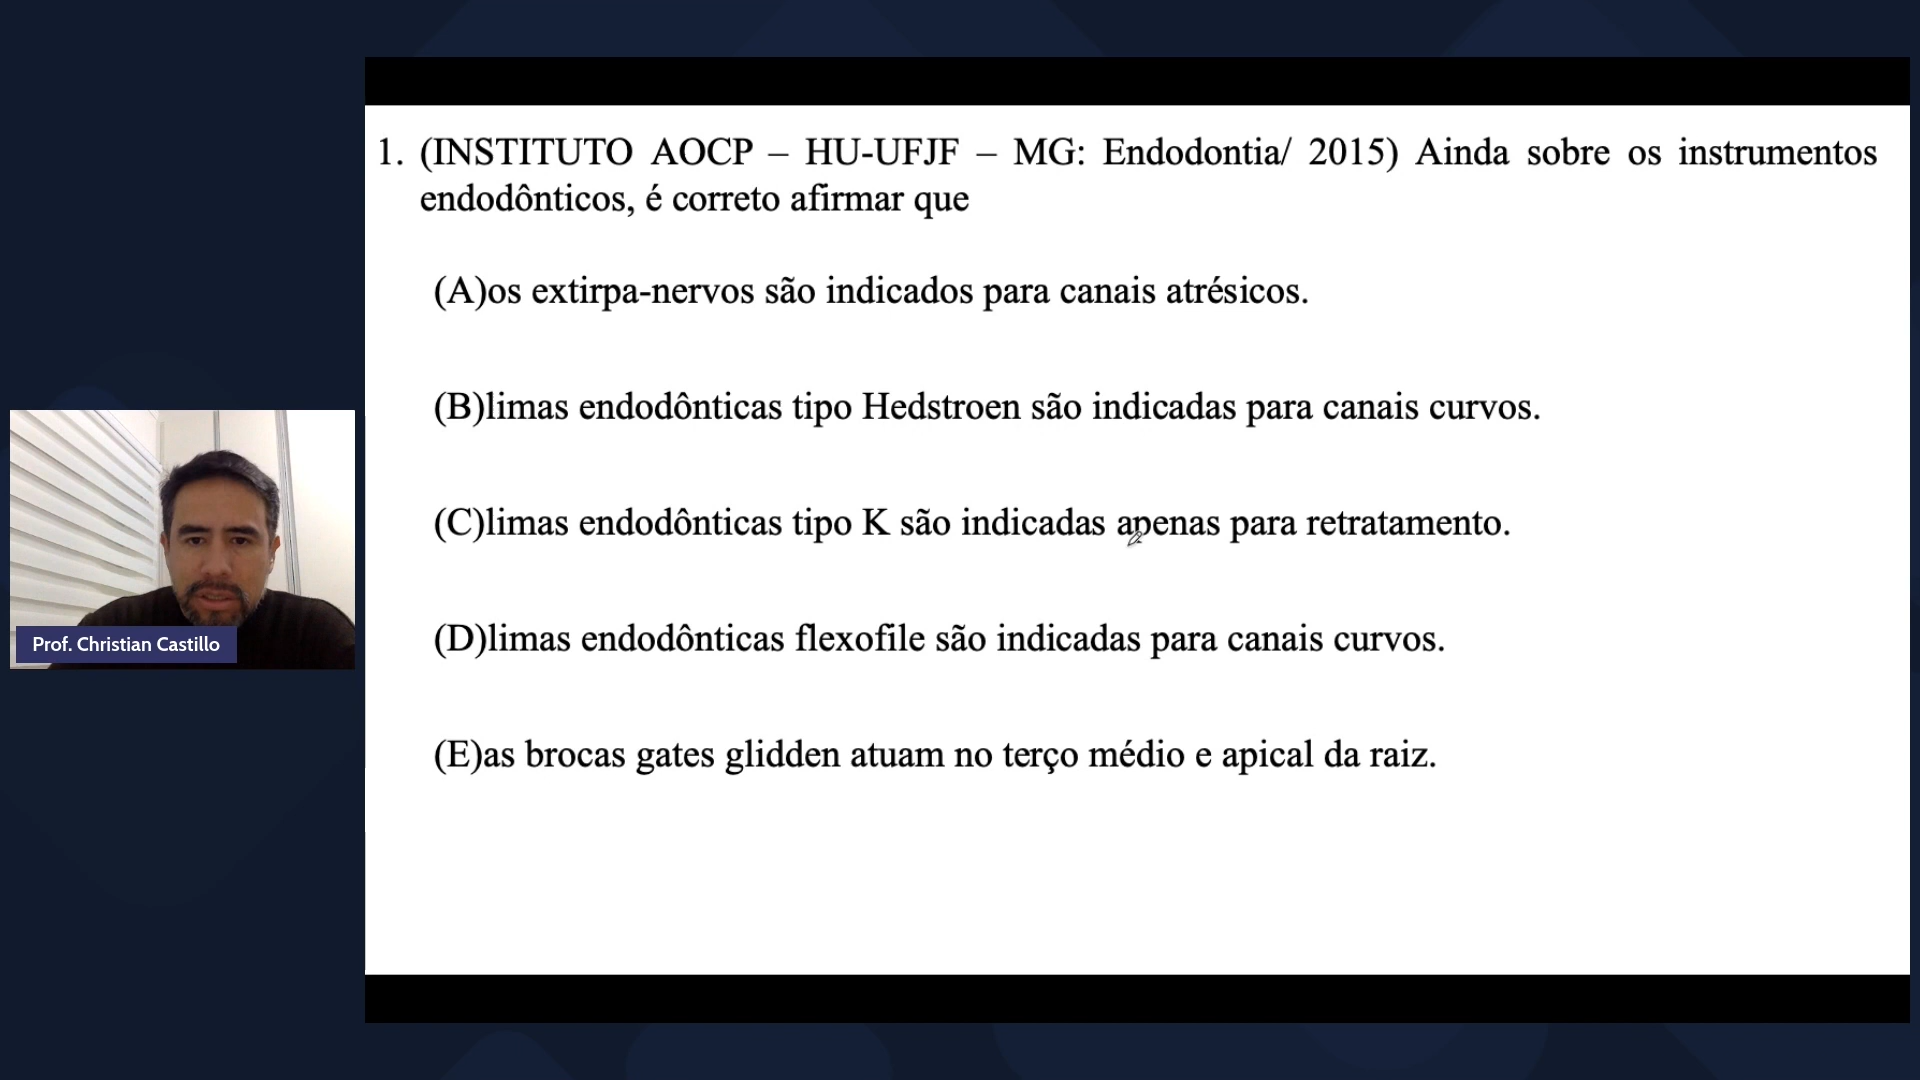 1. (INSTITUTO AOCP – HU-UFJF – MG: Endodontia/ 2015) Ainda sobre os instrumentos
endodônticos, é correto afirmar que
(A)os extirpa-nervos são indicados para canais atrésicos.
(B)limas endodônticas tipo Hedstroen são indicadas para canais curvos.
(C)limas endodônticas tipo K são indicadas apenas para retratamento.
(D)limas endodônticas flexofile são indicadas para canais curvos.
(E)as brocas gates glidden atuam no terço médio e apical da raiz.
Prof. Christian Castillo